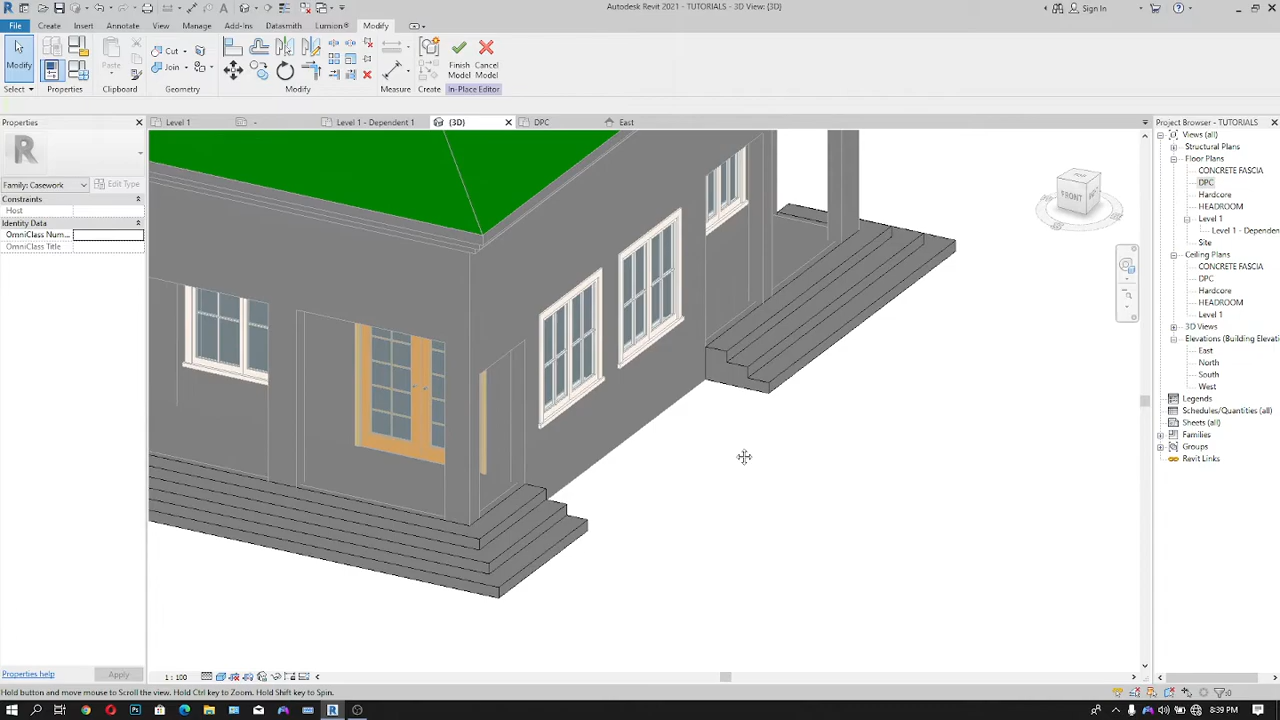 Autodesk Revit 2021 - TUTORIALS - 3D View: {3D}
Sign In
File Create Insert Annotate View Manage Add-Ins Datasmith Lumion® Modify
Modify
Paste
Cut
Join
Finish Model
Cancel Model
Select
Properties
Clipboard
Geometry
Modify
Measure
Create
In-Place Editor
Properties
Level 1
-
Level 1 - Dependent 1
(3D)
DPC
East
Project Browser - TUTORIALS
Family: Casework
Edit Type
Constraints
Host
Identity Data
OmniClass Num...
OmniClass Title
FRONT
Views (all)
Structural Plans
Floor Plans
CONCRETE FASCIA
DPC
Hardcore
HEADROOM
Level 1
Level 1 - Depender
Site
Ceiling Plans
CONCRETE FASCIA
DPC
Hardcore
HEADROOM
Level 1
3D Views
Elevations (Building Elevati
East
North
South
West
Legends
Schedules/Quantities (all)
Sheets (all)
Families
Groups
Revit Links
Properties help
Apply
1 : 100
Hold button and move mouse to Scroll the view. Hold Ctrl key to Zoom. Hold Shift key to Spin.
:0
8:39 PM